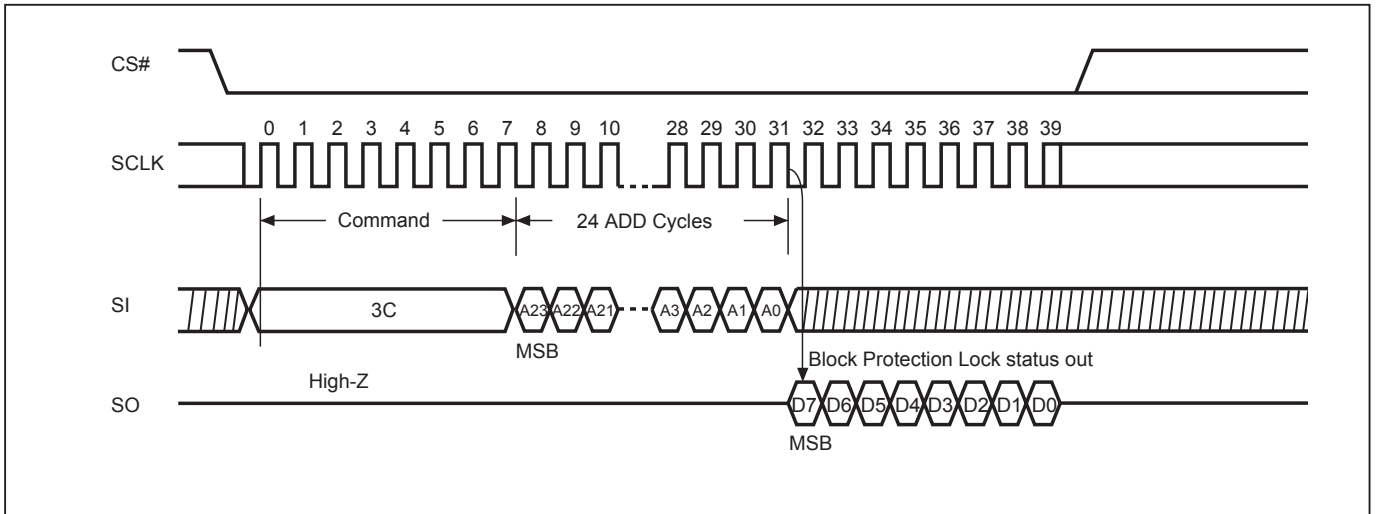 CS#
0 1 2 3 4 5 6 7 8 9 10 28 29 30 31 32 33 34 35 36 37 38 39
SCLK
Command
24 ADD Cycles
SI
3C
A23 A22 A21 A3 A2 A1 A0
MSB
Block Protection Lock status out
High-Z
SO
D7 D6 D5 D4 D3 D2 D1 D0
MSB